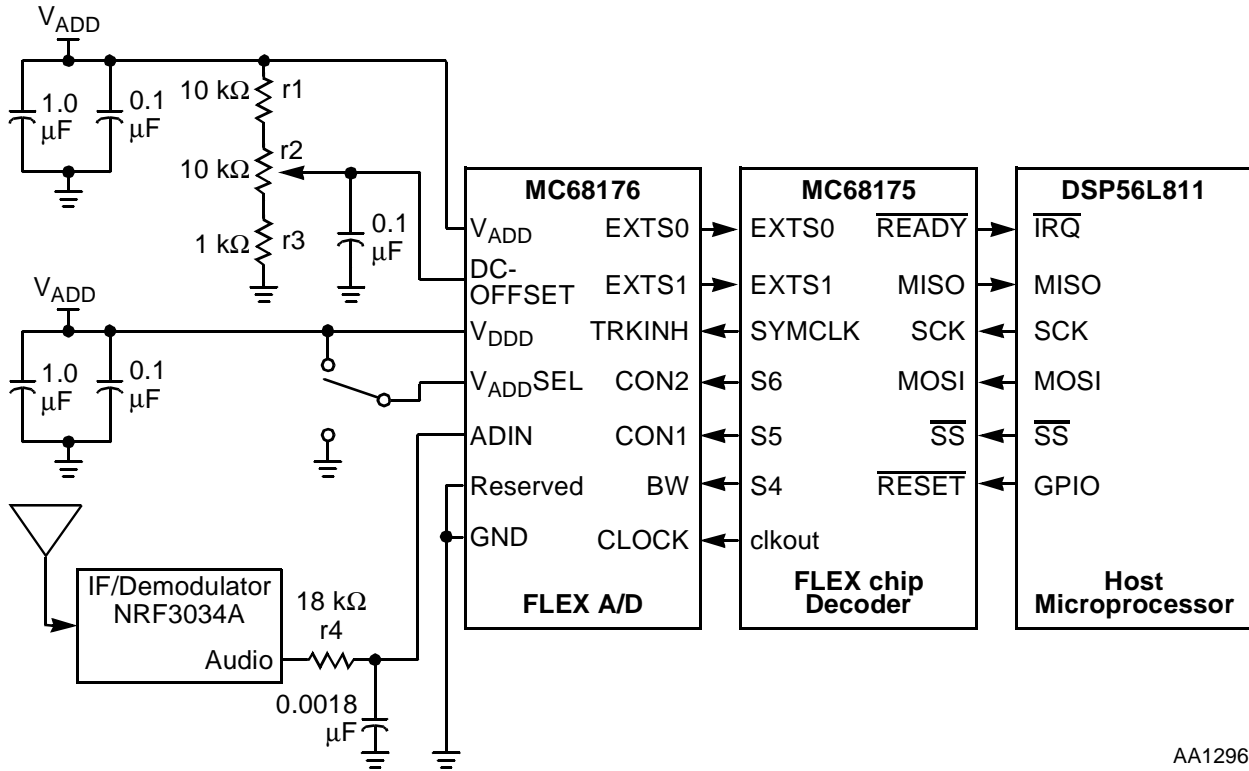 VADD
1.0
μF
0.1
μF
10 kΩ
r1
10 kΩ
r2
1 kΩ
r3
0.1
μF
VADD
1.0
μF
0.1
μF
MC68176
VADD
EXTS0
DC-
OFFSET
EXTS1
VDDD
TRKINH
VADDSEL
CON2
ADIN
CON1
Reserved
BW
GND
CLOCK
FLEX A/D
MC68175
EXTS0
READY
EXTS1
MISO
SYMCLK
SCK
S6
MOSI
S5
SS
S4
RESET
clkout
FLEX chip
Decoder
DSP56L811
IRQ
MISO
SCK
MOSI
SS
GPIO
Host
Microprocessor
IF/Demodulator
NRF3034A
Audio
18 kΩ
r4
0.0018
μF
AA1296